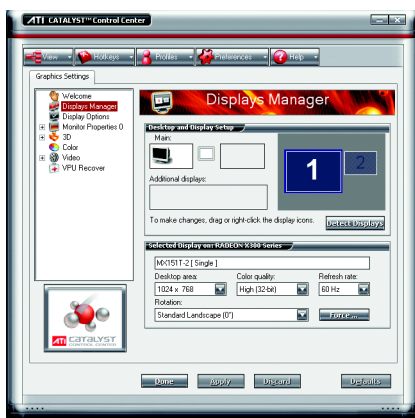 ATI CATALYST™ Control Center
View Hotkeys Profiles Preferences Help
Graphics Settings
Welcome
Displays Manager
Display Options
Monitor Properties 0
3D
Color
Video
VPU Recover
Displays Manager
Desktop and Display Setup
Main:
Additional displays:
1
2
To make changes, drag or right-click the display icons.
Detect Displays
Selected Display on: RADEON X300 Series
MX151T-2 [ Single ]
Desktop area: Color quality: Refresh rate:
1024 x 768 High (32-bit) 60 Hz
Rotation:
Standard Landscape (0°) Force ...
ATI CATALYST
CONTROL CENTER
Done Apply Discard Defaults